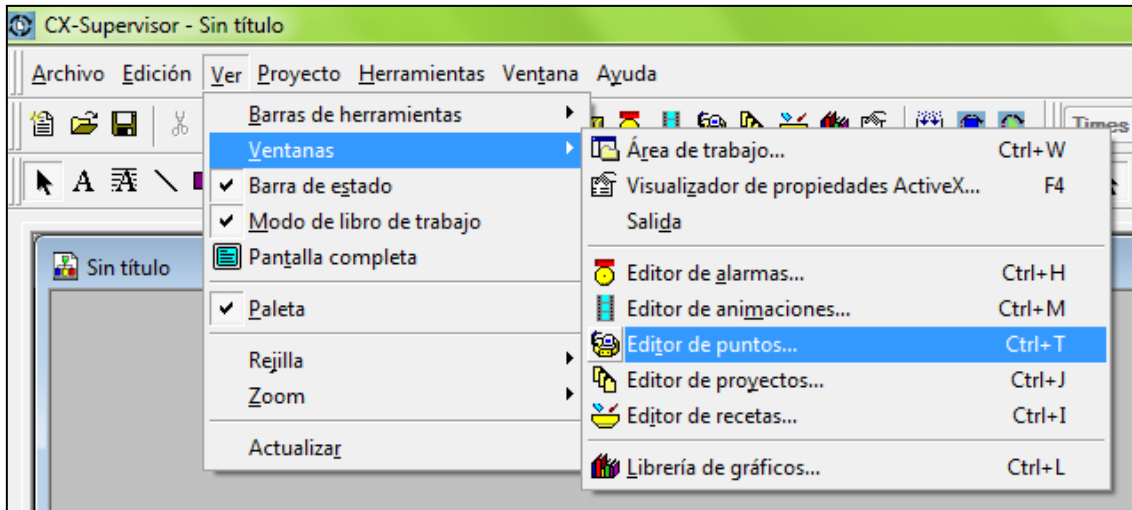 CX-Supervisor - Sin título
Archivo Edición Ver Proyecto Herramientas Ventana Ayuda
Times
A A
Sin título
Barras de herramientas
Ventanas
Barra de estado
Modo de libro de trabajo
Pantalla completa
Paleta
Rejilla
Zoom
Actualizar
Área de trabajo... Ctrl+W
Visualizador de propiedades ActiveX... F4
Salida
Editor de alarmas... Ctrl+H
Editor de animaciones... Ctrl+M
Editor de puntos... Ctrl+T
Editor de proyectos... Ctrl+J
Editor de recetas... Ctrl+I
Librería de gráficos... Ctrl+L